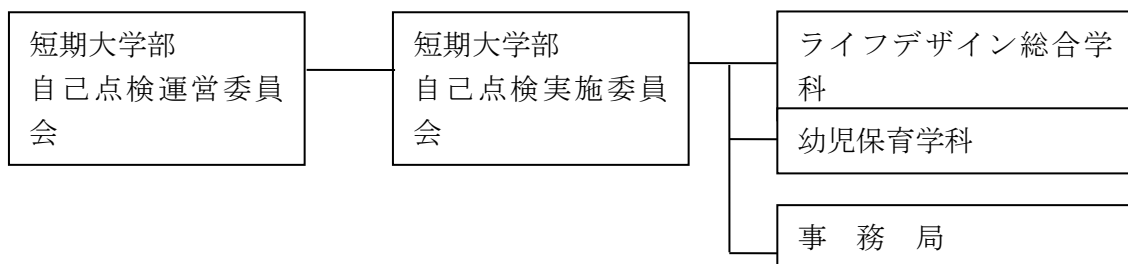 短期大学部
自己点検運営委員
会
短期大学部
自己点検実施委員
会
ライフデザイン総合学
科
幼児保育学科
事　務　局